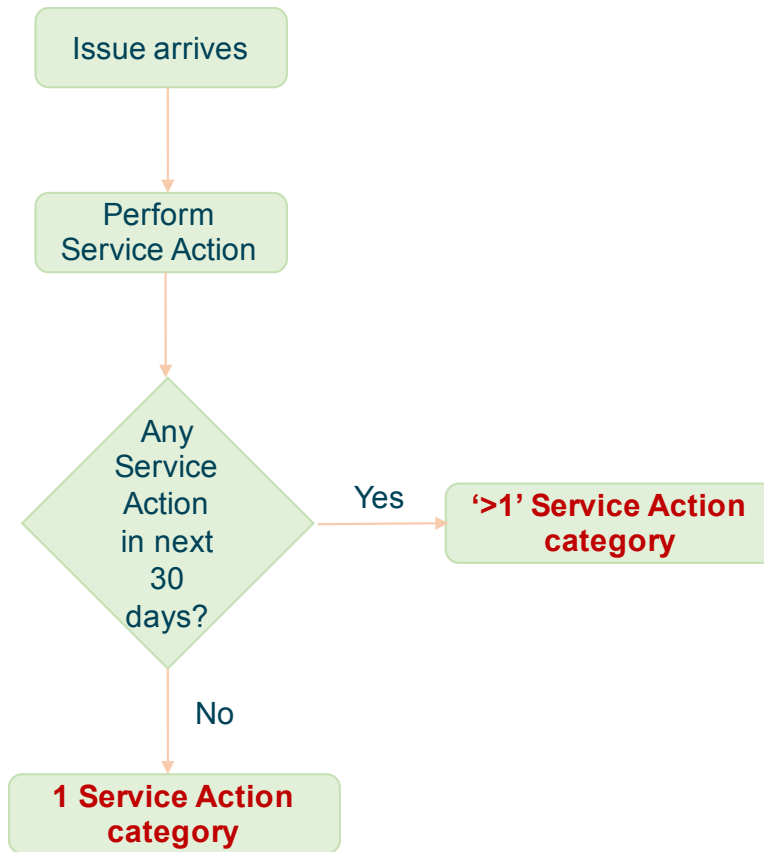 Issue arrives
Perform
Service Action
Any
Service
Action
in next
30
days?
Yes
‘>1’ Service Action
category
No
1 Service Action
category